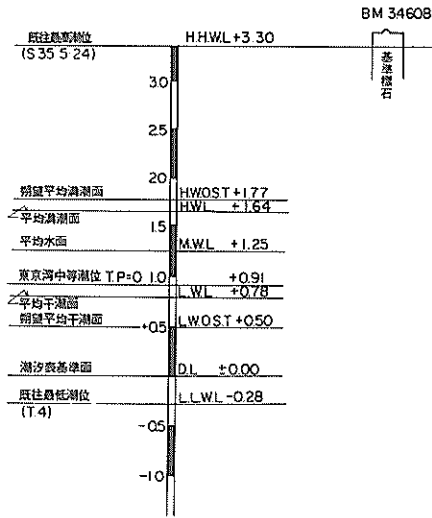 BM 34608
既往最高潮位 H.H.W.L +3.30
(S 35 5 24)
基準標石
3.0
2.5
2.0
朔望平均満潮面 H.W.O.S.T +1.77
H.W.L +1.64
平均満潮面
1.5
平均水面 M.W.L +1.25
東京湾中等潮位 T.P=0 1.0 +0.91
L.W.L +0.78
平均干潮面
朔望平均干潮面 +0.5 L.W.O.S.T +0.50
潮汐表基準面 D.L ±0.00
既往最低潮位 L.L.W.L -0.28
(T.4)
-0.5
-1.0